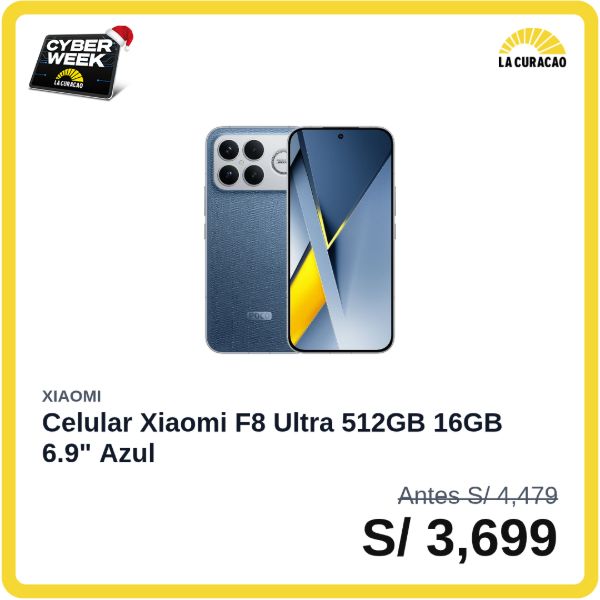 CYBER
WEEK
LA CURACAO
LA CURACAO
POCO
XIAOMI
Celular Xiaomi F8 Ultra 512GB 16GB
6.9" Azul
Antes S/ 4,479
S/ 3,699